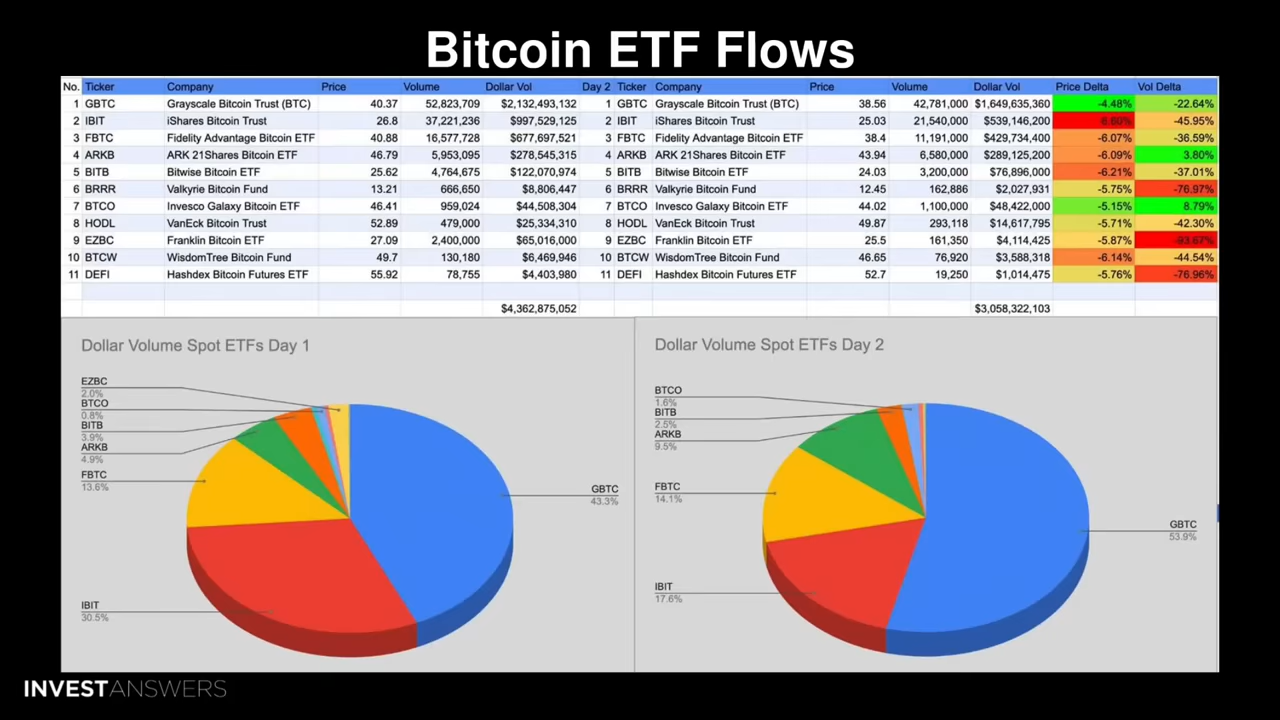 Bitcoin ETF Flows
No. Ticker Company Price Volume Dollar Vol Day 2 Ticker Company Price Volume Dollar Vol Price Delta Vol Delta
1 GBTC Grayscale Bitcoin Trust (BTC) 40.37 52,823,709 $2,132,493,132 1 GBTC Grayscale Bitcoin Trust (BTC) 38.56 42,781,000 $1,649,635,360 -4.48% -22.64%
2 IBIT iShares Bitcoin Trust 26.8 37,221,236 $997,529,125 2 IBIT iShares Bitcoin Trust 25.03 21,540,000 $539,146,200 -6.60% -45.95%
3 FBTC Fidelity Advantage Bitcoin ETF 40.88 16,577,728 $677,697,521 3 FBTC Fidelity Advantage Bitcoin ETF 38.4 11,191,000 $429,734,400 -6.07% -36.59%
4 ARKB ARK 21Shares Bitcoin ETF 46.79 5,953,095 $278,545,315 4 ARKB ARK 21Shares Bitcoin ETF 43.94 6,580,000 $289,125,200 -6.09% 3.80%
5 BITB Bitwise Bitcoin ETF 25.62 4,764,675 $122,070,974 5 BITB Bitwise Bitcoin ETF 24.03 3,200,000 $76,896,000 -6.21% -37.01%
6 BRRR Valkyrie Bitcoin Fund 13.21 666,650 $8,806,447 6 BRRR Valkyrie Bitcoin Fund 12.45 162,886 $2,027,931 -5.75% -76.97%
7 BTCO Invesco Galaxy Bitcoin ETF 46.41 959,024 $44,508,304 7 BTCO Invesco Galaxy Bitcoin ETF 44.02 1,100,000 $48,422,000 -5.15% 8.79%
8 HODL VanEck Bitcoin Trust 52.89 479,000 $25,334,310 8 HODL VanEck Bitcoin Trust 49.87 293,118 $14,617,795 -5.71% -42.30%
9 EZBC Franklin Bitcoin ETF 27.09 2,400,000 $65,016,000 9 EZBC Franklin Bitcoin ETF 25.5 161,350 $4,114,425 -5.87% -93.67%
10 BTCW WisdomTree Bitcoin Fund 49.7 130,180 $6,469,946 10 BTCW WisdomTree Bitcoin Fund 46.65 76,920 $3,588,318 -6.14% -44.54%
11 DEFI Hashdex Bitcoin Futures ETF 55.92 78,755 $4,403,980 11 DEFI Hashdex Bitcoin Futures ETF 52.7 19,250 $1,014,475 -5.76% -76.96%
$4,362,875,052 $3,058,322,103
Dollar Volume Spot ETFs Day 1
EZBC
2.0%
BTCO
0.8%
BITB
3.9%
ARKB
4.9%
FBTC
13.6%
GBTC
43.3%
IBIT
30.5%
Dollar Volume Spot ETFs Day 2
BTCO
1.6%
BITB
2.5%
ARKB
9.5%
FBTC
14.1%
GBTC
53.9%
IBIT
17.6%
INVESTANSWERS